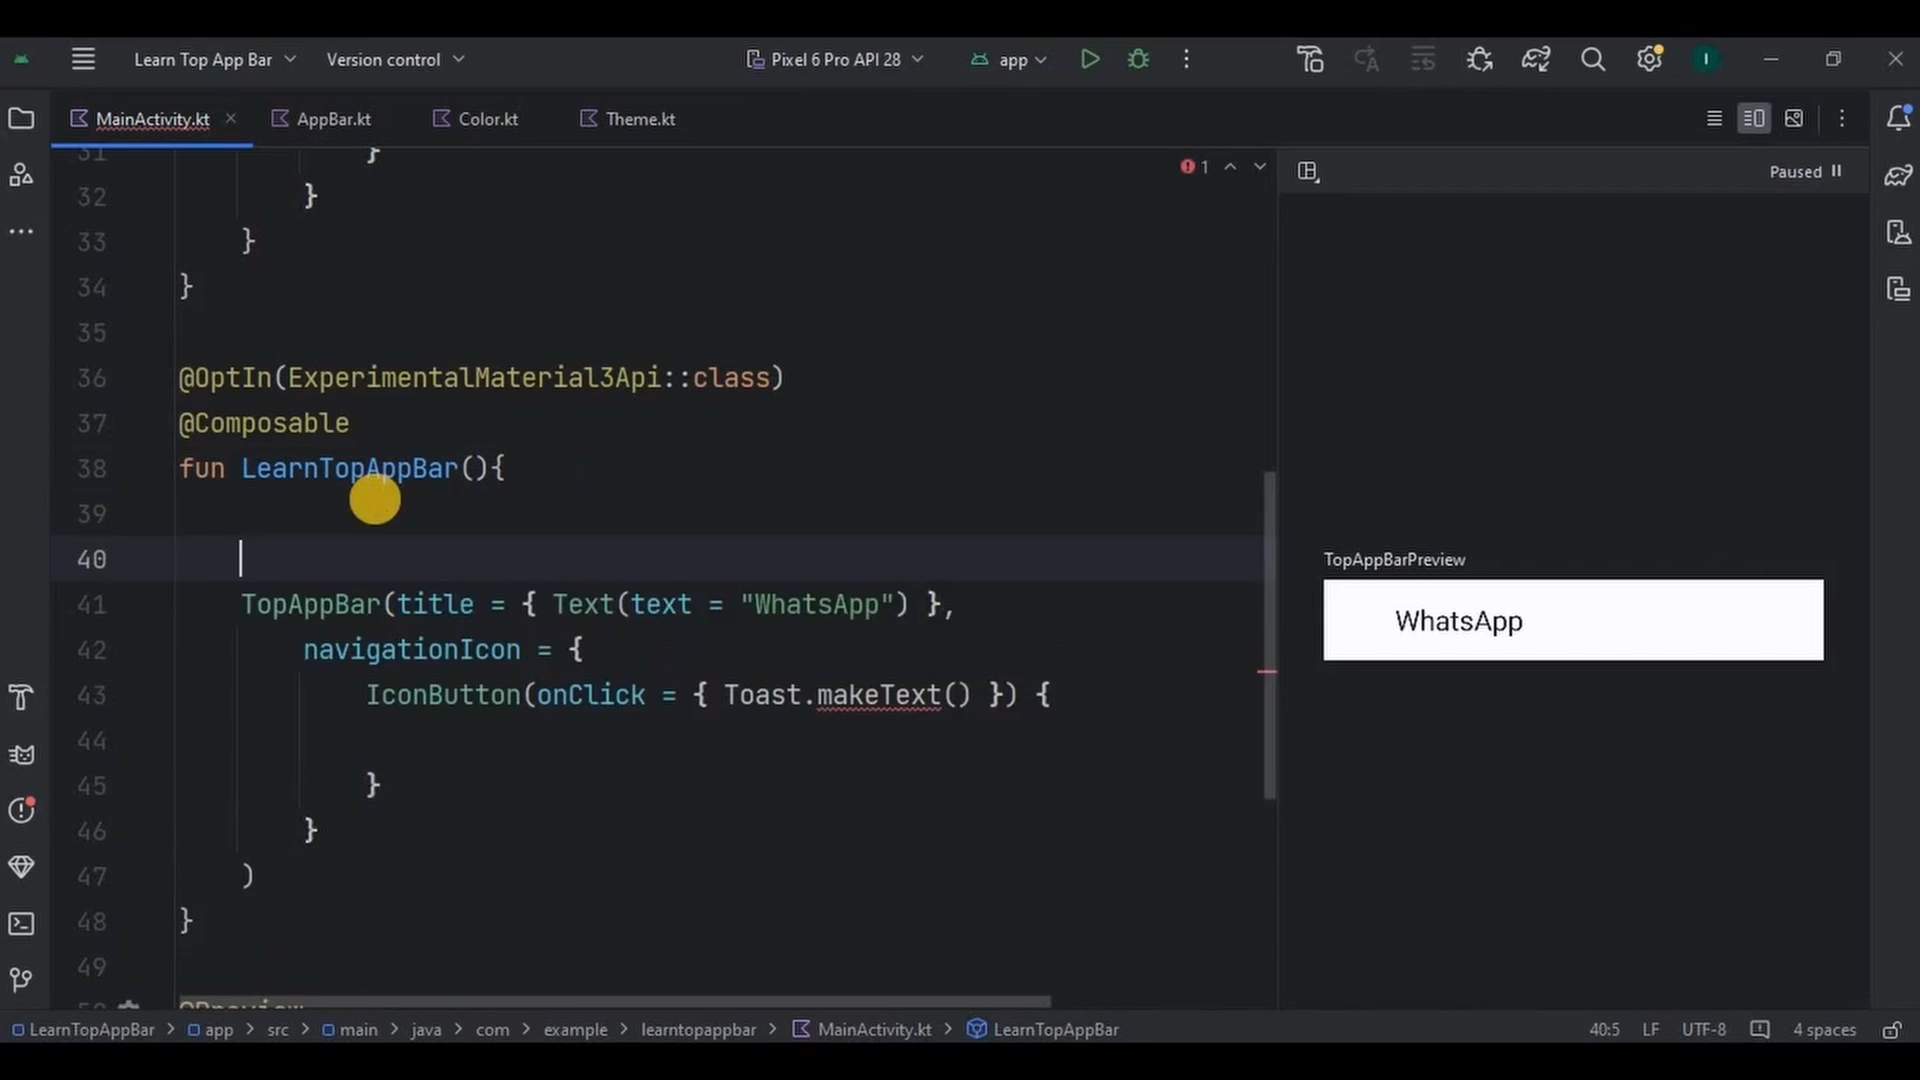 Learn Top App Bar Version control Pixel 6 Pro API 28 app I
MainActivity.kt AppBar.kt Color.kt Theme.kt
31 }
32 }
33 }
34 }
35
36 @OptIn(ExperimentalMaterial3Api::class)
37 @Composable
38 fun LearnTopAppBar(){
39
40
41 TopAppBar(title = { Text(text = "WhatsApp") },
42 navigationIcon = {
43 IconButton(onClick = { Toast.makeText() }) {
44
45 }
46 }
47 )
48 }
49
50 @Preview
1
Paused
TopAppBarPreview
WhatsApp
LearnTopAppBar > app > src > main > java > com > example > learntopappbar > MainActivity.kt > LearnTopAppBar 40:5 LF UTF-8 4 spaces